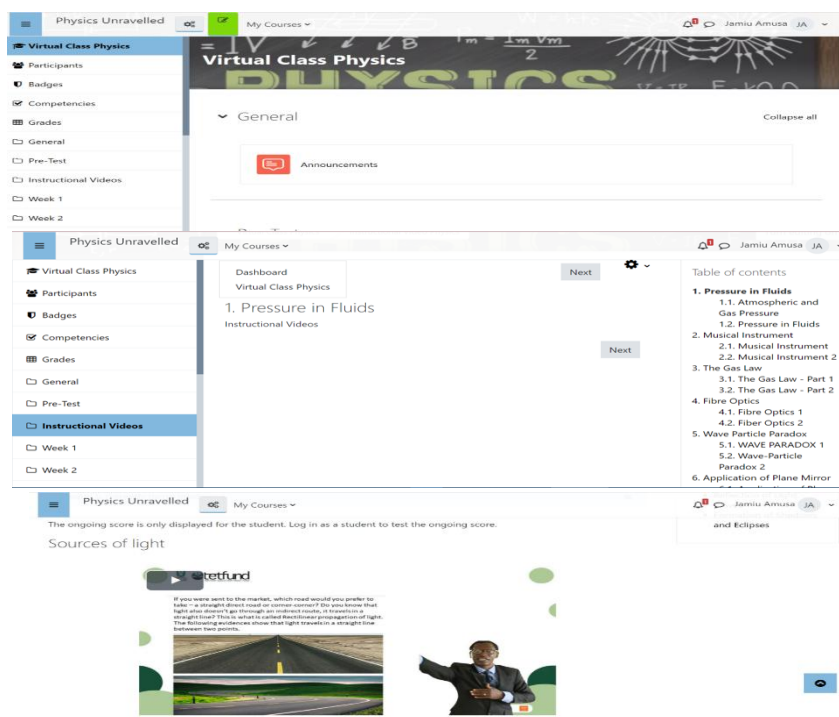 Physics Unravelled My Courses Jamiu Amusa JA
Virtual Class Physics
Participants
Badges
Competencies
Grades
General
Pre-Test
Instructional Videos
Week 1
Week 2
Virtual Class Physics
PHYSICS
General Collapse all
Announcements
Physics Unravelled My Courses Jamiu Amusa JA
Virtual Class Physics
Participants
Badges
Competencies
Grades
General
Pre-Test
Instructional Videos
Week 1
Week 2
Dashboard
Virtual Class Physics
Next
1. Pressure in Fluids
Instructional Videos
Next
Table of contents
1. Pressure in Fluids
1.1. Atmospheric and
Gas Pressure
1.2. Pressure in Fluids
2. Musical Instrument
2.1. Musical Instrument
2.2. Musical Instrument 2
3. The Gas Law
3.1. The Gas Law - Part 1
3.2. The Gas Law - Part 2
4. Fibre Optics
4.1. Fibre Optics 1
4.2. Fiber Optics 2
5. Wave Particle Paradox
5.1. WAVE PARADOX 1
5.2. Wave-Particle
Paradox 2
6. Application of Plane Mirror
Physics Unravelled My Courses Jamiu Amusa JA
The ongoing score is only displayed for the student. Log in as a student to test the ongoing score.
and Eclipses
Sources of light
tetfund
If you were sent to the market, which road would you prefer to
take – a straight direct road or corner-corner? Do you know that
light also doesn't go through an indirect route, it travels in a
straight line? This is what is called Rectilinear propagation of light.
The following evidences show that light travels in a straight line
between two points.